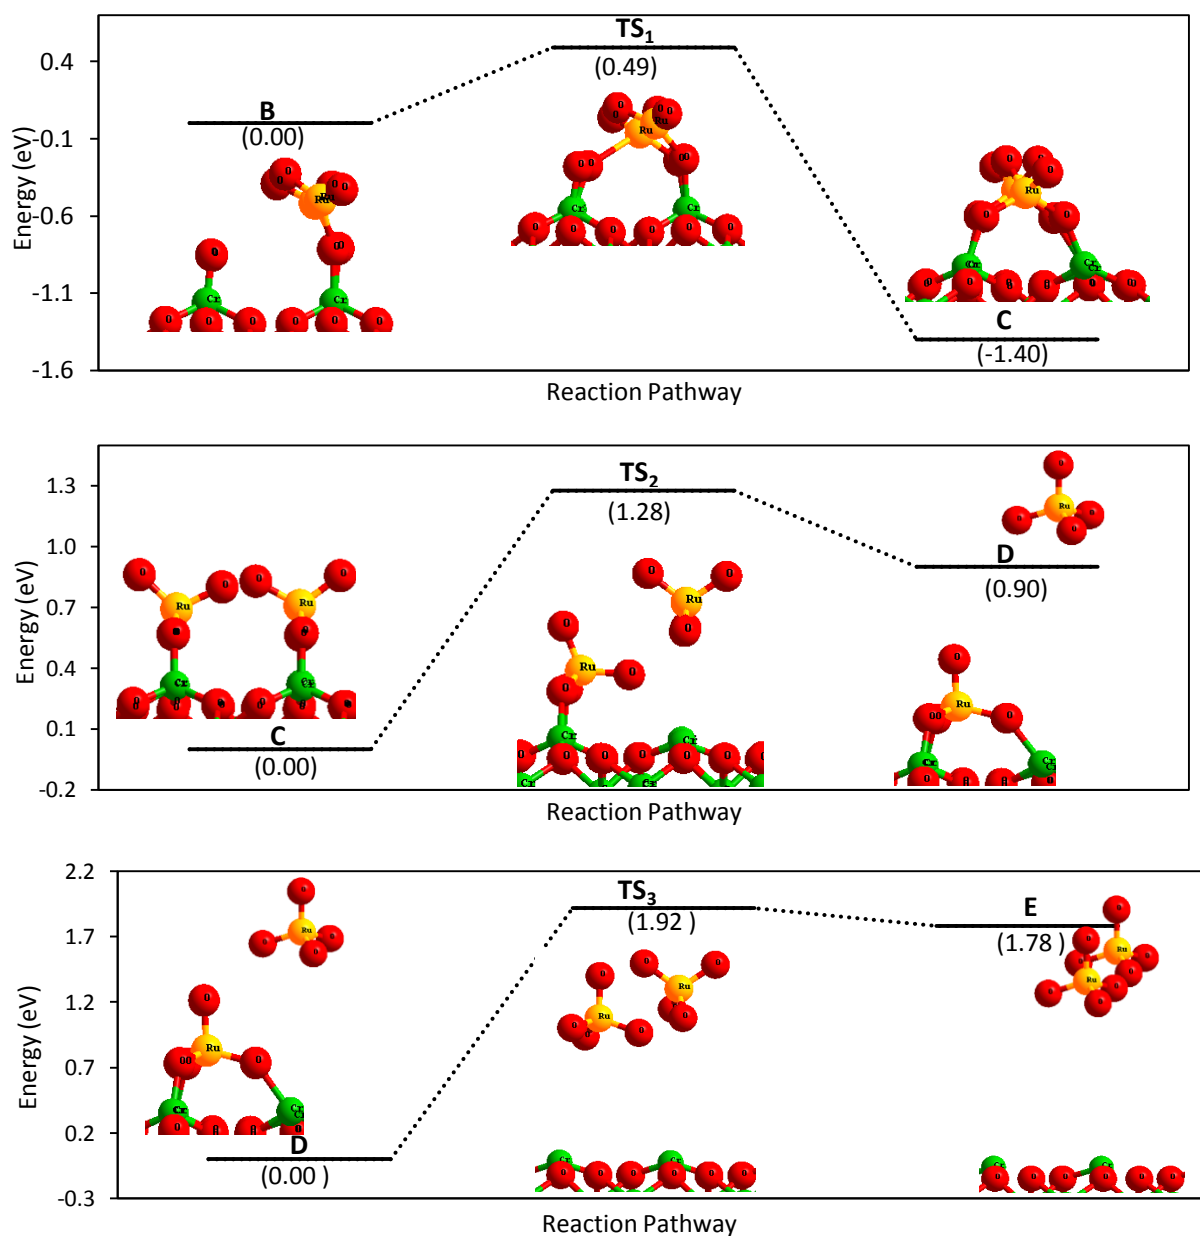 TS1
0.4
(0.49)
B
(0.00)
-0.1
-0.6
-1.1
-1.6
Energy (eV)
C
(-1.40)
Reaction Pathway
TS2
1.3
(1.28)
1.0
D
(0.90)
0.7
0.4
0.1
C
(0.00)
-0.2
Energy (eV)
Reaction Pathway
2.2
TS3
(1.92 )
E
(1.78 )
1.7
1.2
0.7
0.2
D
(0.00 )
-0.3
Energy (eV)
Reaction Pathway